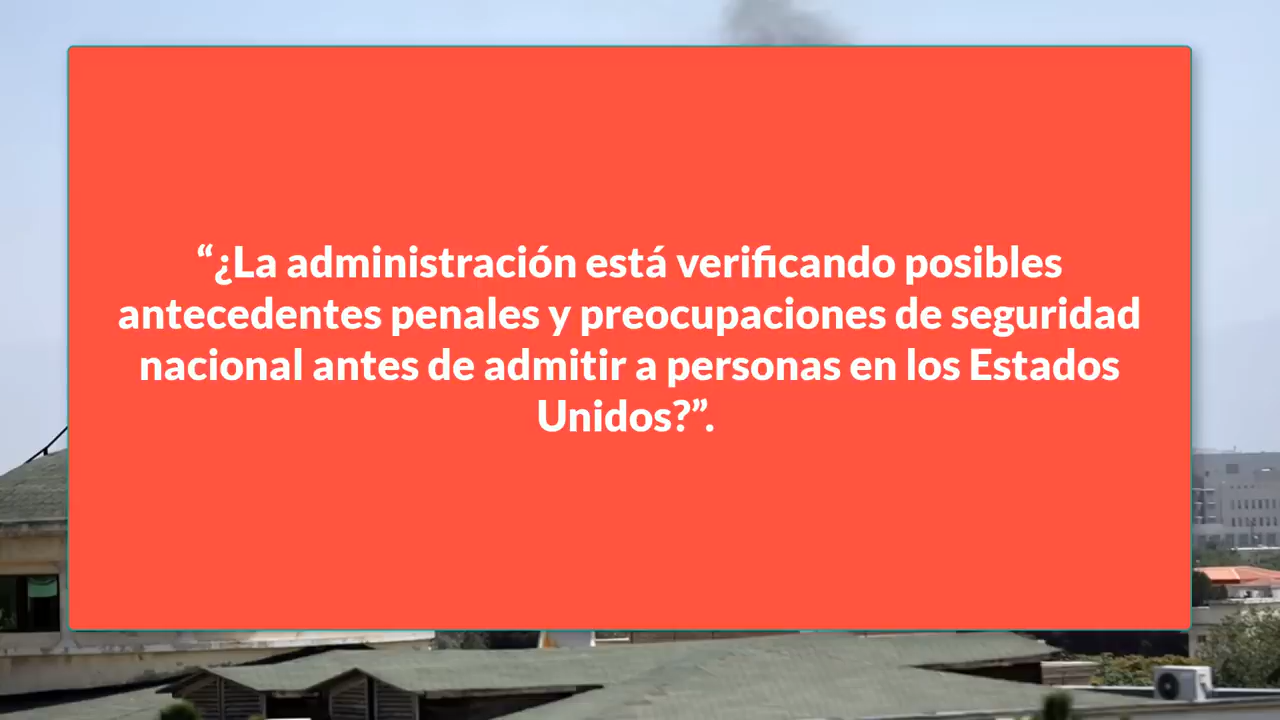 “¿La administración está verificando posibles
antecedentes penales y preocupaciones de seguridad
nacional antes de admitir a personas en los Estados
Unidos?”.